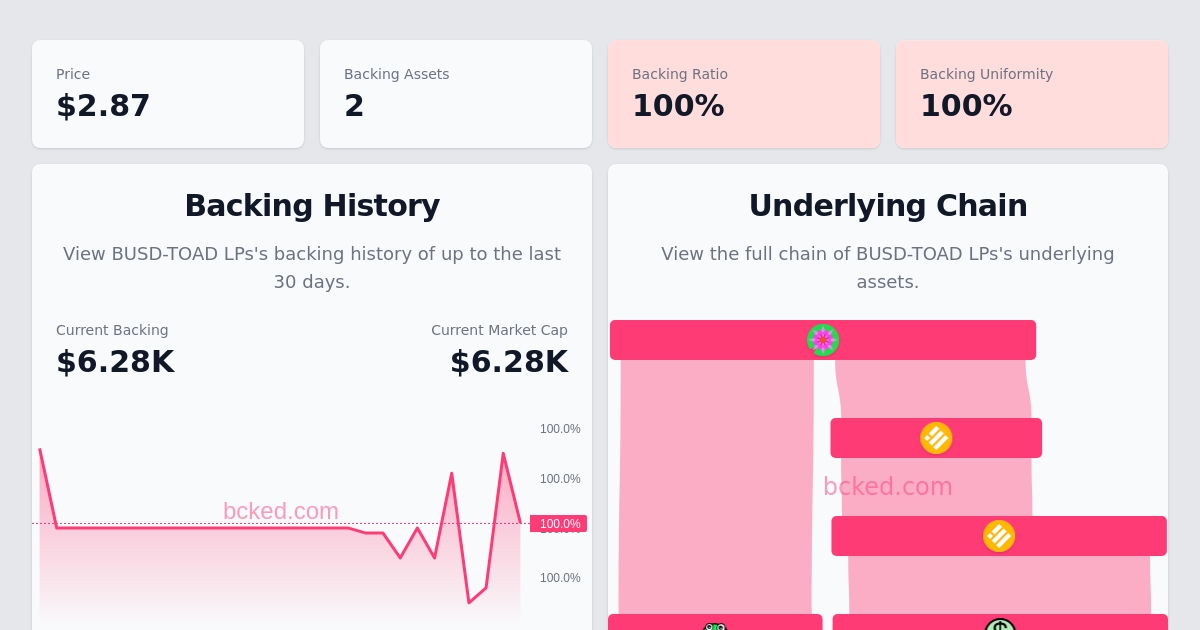 Price
$2.87
Backing Assets
2
Backing Ratio
100%
Backing Uniformity
100%
Backing History
View BUSD-TOAD LPs's backing history of up to the last
30 days.
Current Backing
$6.28K
Current Market Cap
$6.28K
100.0%
100.0%
100.0%
100.0%
bcked.com
Underlying Chain
View the full chain of BUSD-TOAD LPs's underlying
assets.
bcked.com